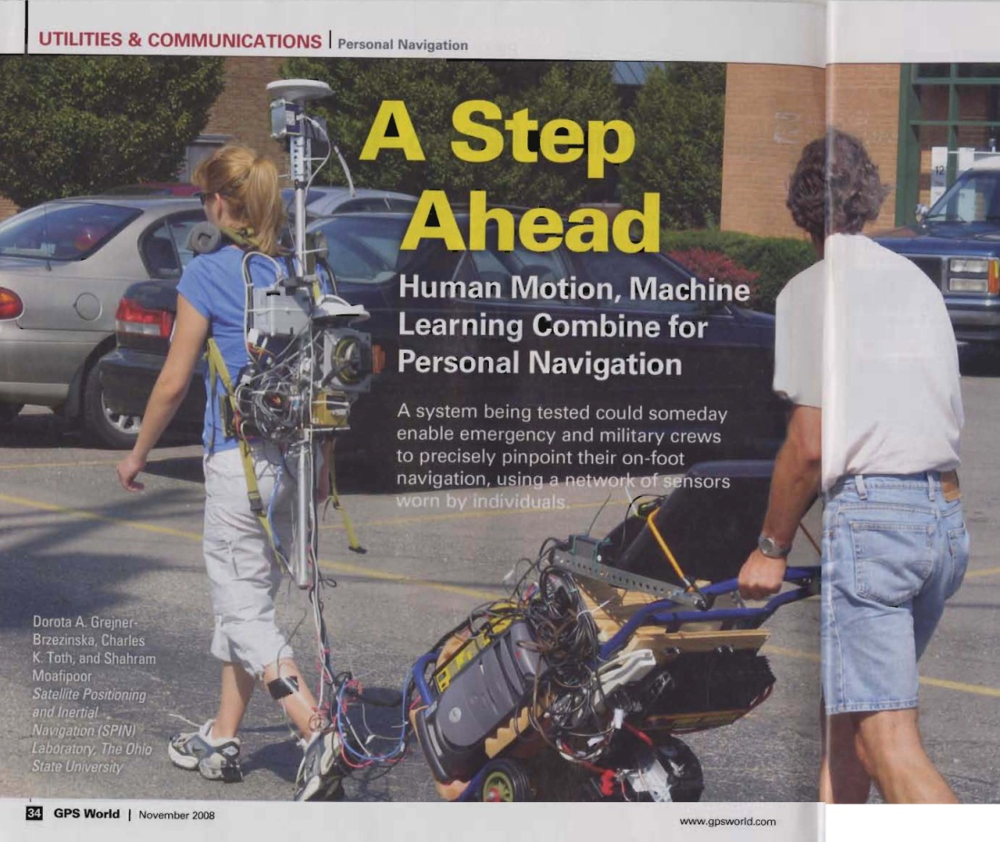 UTILITIES & COMMUNICATIONS | Personal Navigation
A Step
Ahead
Human Motion, Machine
Learning Combine for
Personal Navigation
A system being tested could someday
enable emergency and military crews
to precisely pinpoint their on-foot
navigation, using a network of sensors
worn by individuals.
12
Dorota A. Grejner-
Brzezinska, Charles
K. Toth, and Shahram
Moafipoor
Satellite Positioning
and Inertial
Navigation (SPIN)
Laboratory, The Ohio
State University
34 GPS World | November 2008
www.gpsworld.com